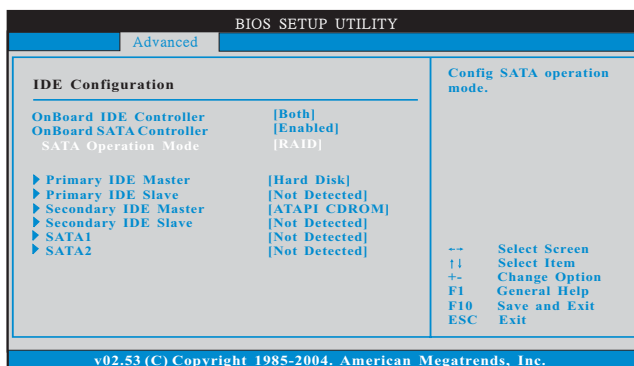 BIOS SETUP UTILITY
Advanced
IDE Configuration
OnBoard IDE Controller [Both]
OnBoard SATA Controller [Enabled]
SATA Operation Mode [RAID]
Primary IDE Master [Hard Disk]
Primary IDE Slave [Not Detected]
Secondary IDE Master [ATAPI CDROM]
Secondary IDE Slave [Not Detected]
SATA1 [Not Detected]
SATA2 [Not Detected]
Config SATA operation
mode.
←→ Select Screen
↑↓ Select Item
+- Change Option
F1 General Help
F10 Save and Exit
ESC Exit
v02.53 (C) Copyright 1985-2004. American Megatrends, Inc.